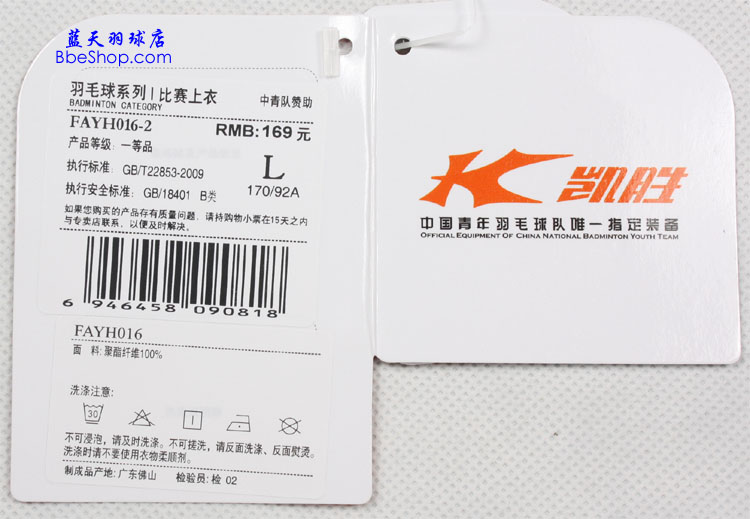 蓝天羽球店
BbeShop.com
羽毛球系列 | 比赛上衣
BADMINTON CATEGORY
中青队赞助
FAYH016-2
RMB:169 元
产品等级: 一等品
执行标准: GB/T22853-2009
L
执行安全标准: GB/18401 B类
170/92A
如果您购买的产品存有质量问题,请持购物小票在15天之内
与专卖店联系,以便及时解决。
6 946458 090818
FAYH016
面 料: 聚酯纤维100%
洗涤注意:
30
不可浸泡,请及时洗涤。不可搓洗,请反面洗涤、反面熨烫。
洗涤时请不要使用衣物柔顺剂。
制成品产地: 广东佛山 检验员: 检 02
K 凯胜
中国青年羽毛球队唯一指定装备
OFFICIAL EQUIPMENT OF CHINA NATIONAL BADMINTON YOUTH TEAM